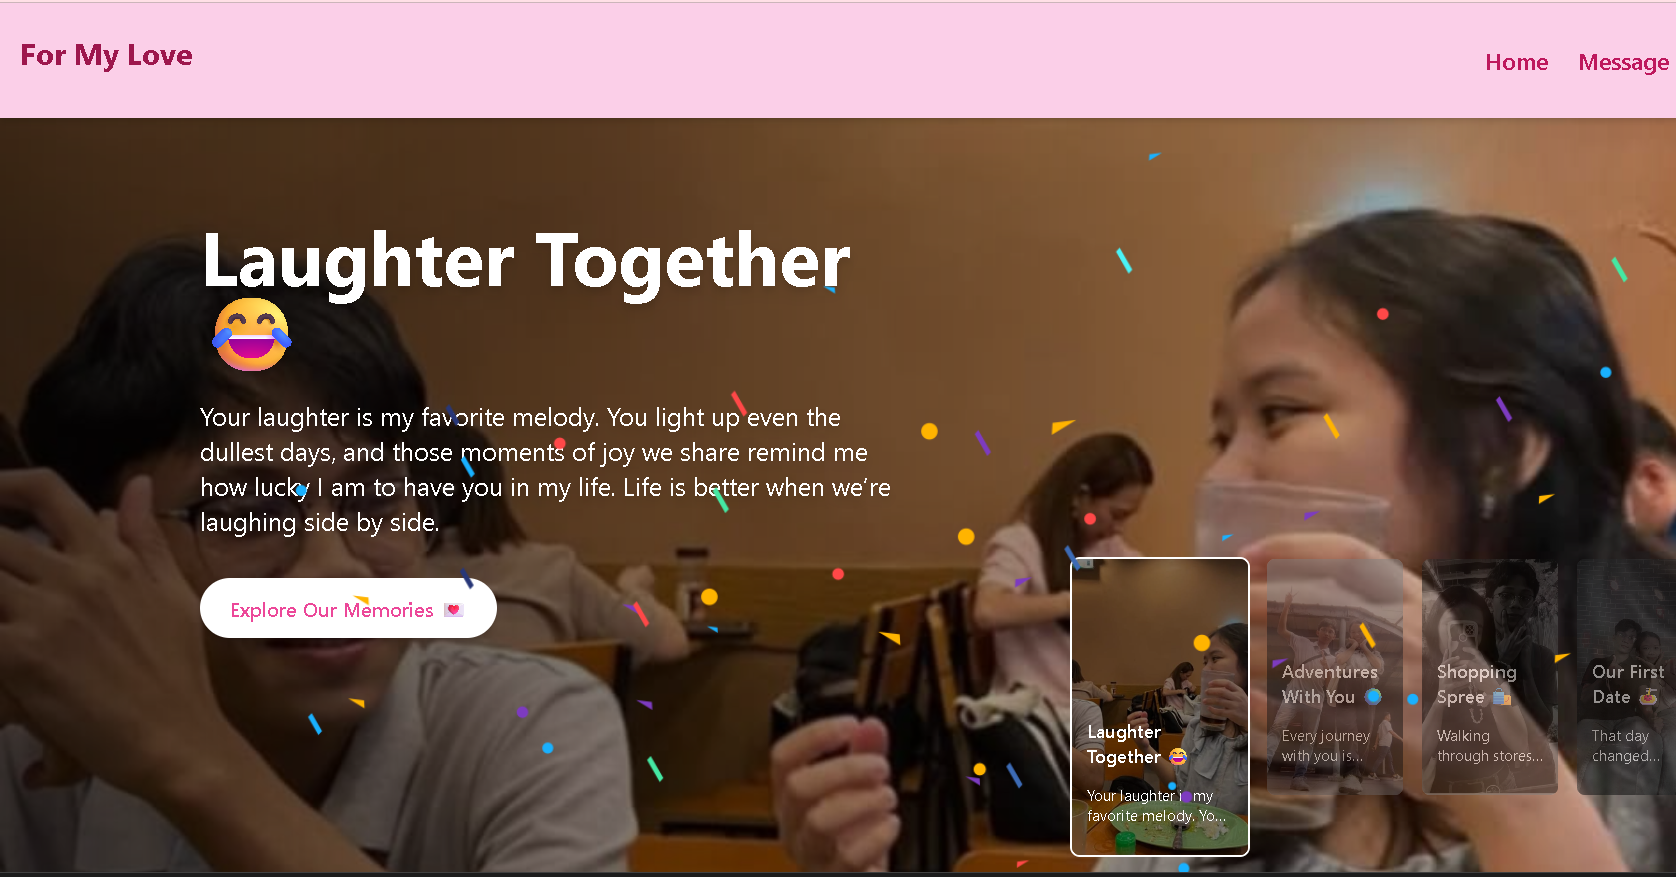 For My Love
Home Message
Laughter Together
😂
Your laughter is my favorite melody. You light up even the
dullest days, and those moments of joy we share remind me
how lucky I am to have you in my life. Life is better when we’re
laughing side by side.
Explore Our Memories 💌
Laughter
Together 😂
Your laughter is my
favorite melody. Yo...
Adventures
With You 🌍
Every journey
with you is...
Shopping
Spree 🛍️
Walking
through stores...
Our First
Date 🍝
That day
changed...